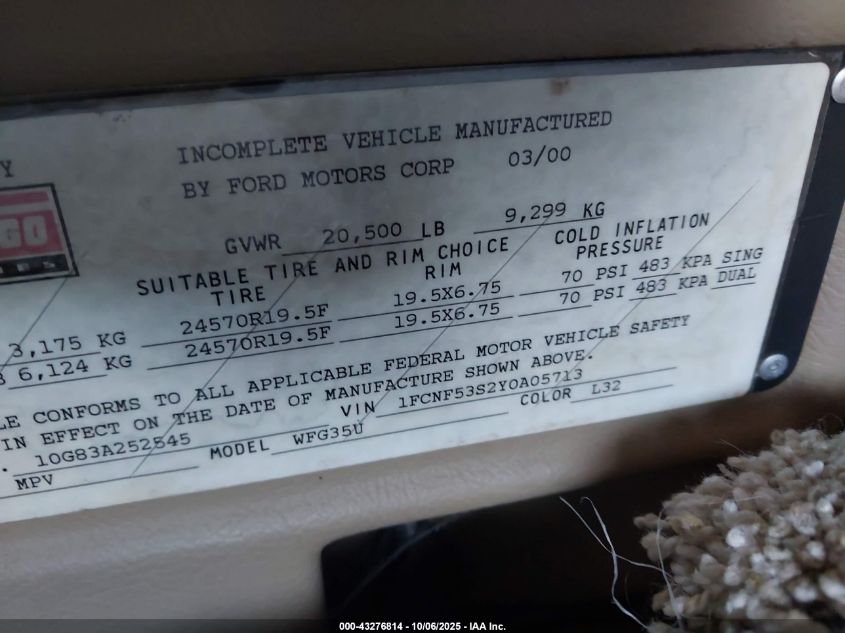 Y
INCOMPLETE VEHICLE MANUFACTURED
BY FORD MOTORS CORP 03/00
GO
ES
GVWR 20,500 LB 9,299 KG
SUITABLE TIRE AND RIM CHOICE
TIRE RIM COLD INFLATION PRESSURE
3,175 KG 24570R19.5F 19.5X6.75 70 PSI 483 KPA SING
6,124 KG 24570R19.5F 19.5X6.75 70 PSI 483 KPA DUAL
LE CONFORMS TO ALL APPLICABLE FEDERAL MOTOR VEHICLE SAFETY
IN EFFECT ON THE DATE OF MANUFACTURE SHOWN ABOVE.
. 10G83A252545 VIN 1FCNF53S2Y0A05713
MPV MODEL WFG35U COLOR L32
000-43276814 - 10/06/2025 - IAA Inc.